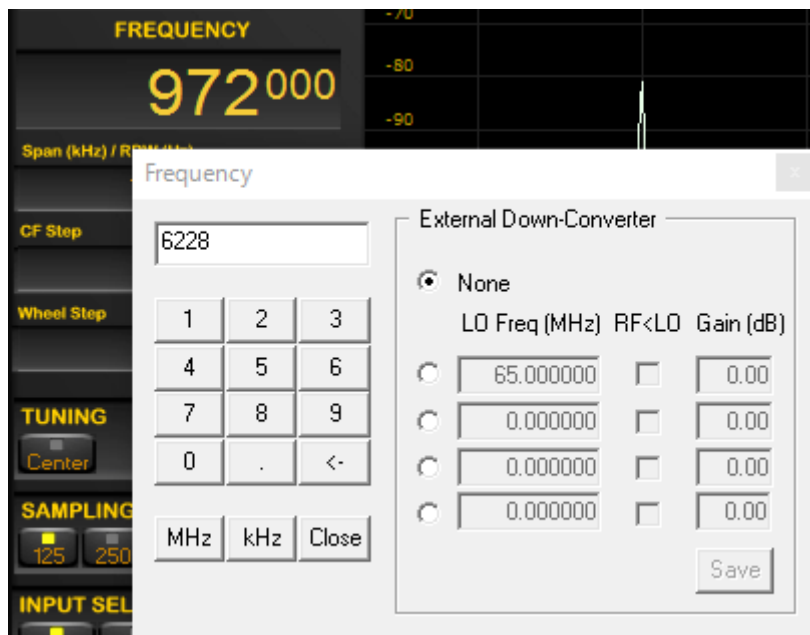 -70
FREQUENCY
-80
972000
-90
Span (kHz) /
Frequency
x
External Down-Converter
CF Step
6228
None
Wheel Step
1 2 3
LO Freq (MHz) RF<LO Gain (dB)
4 5 6
65.000000 0.00
7 8 9
0.000000 0.00
TUNING
Center
0 . <-
0.000000 0.00
SAMPLING
0.000000 0.00
125 250
MHz kHz Close
Save
INPUT SEL